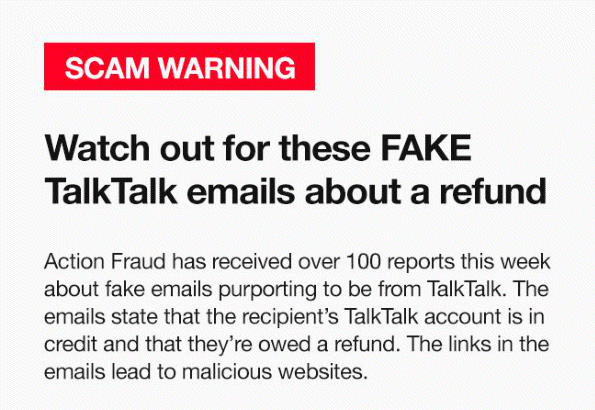 SCAM WARNING
Watch out for these FAKE
TalkTalk emails about a refund
Action Fraud has received over 100 reports this week
about fake emails purporting to be from TalkTalk. The
emails state that the recipient’s TalkTalk account is in
credit and that they’re owed a refund. The links in the
emails lead to malicious websites.